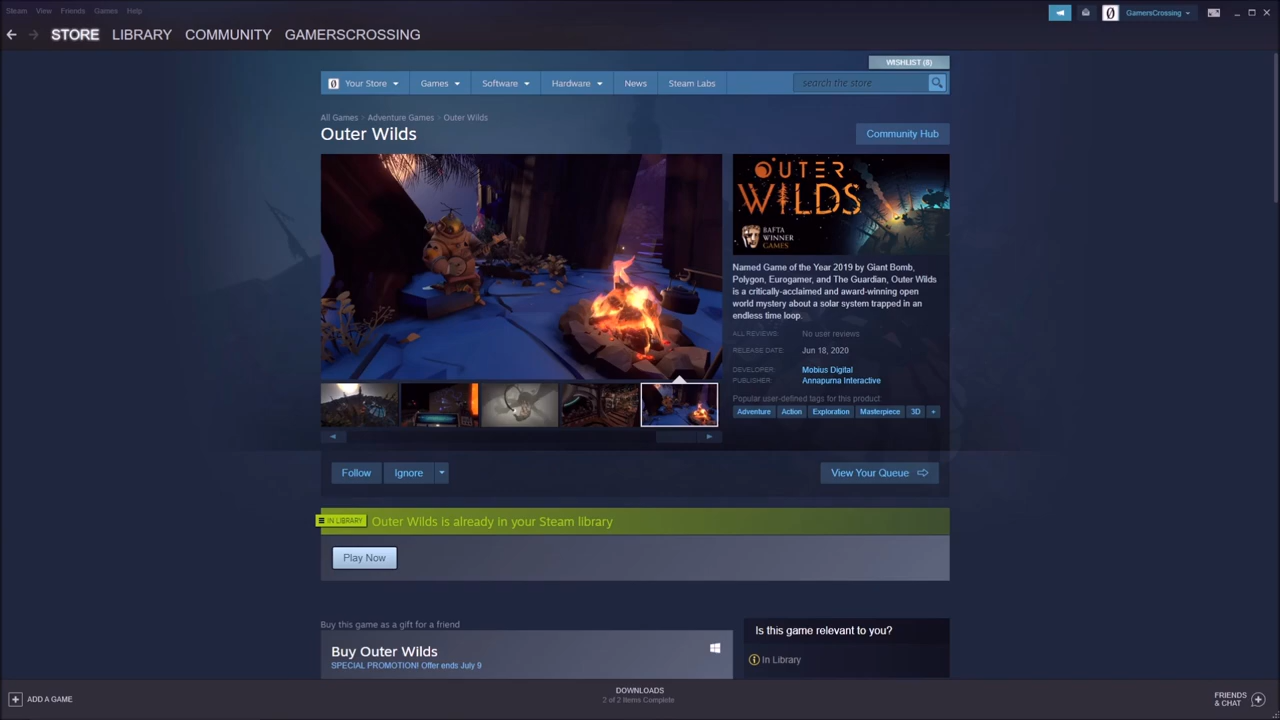 Steam View Friends Games Help
GamersCrossing
STORE LIBRARY COMMUNITY GAMERSCROSSING
WISHLIST (8)
Your Store Games Software Hardware News Steam Labs search the store
All Games > Adventure Games > Outer Wilds
Outer Wilds
Community Hub
OUTER
WILDS
BAFTA
WINNER
GAMES
Named Game of the Year 2019 by Giant Bomb,
Polygon, Eurogamer, and The Guardian, Outer Wilds
is a critically-acclaimed and award-winning open
world mystery about a solar system trapped in an
endless time loop.
ALL REVIEWS: No user reviews
RELEASE DATE: Jun 18, 2020
DEVELOPER: Mobius Digital
PUBLISHER: Annapurna Interactive
Popular user-defined tags for this product
Adventure Action Exploration Masterpiece 3D +
Follow Ignore View Your Queue
IN LIBRARY Outer Wilds is already in your Steam library
Play Now
Buy this game as a gift for a friend
Buy Outer Wilds
SPECIAL PROMOTION! Offer ends July 9
Is this game relevant to you?
In Library
ADD A GAME
DOWNLOADS
2 of 2 Items Complete
FRIENDS
& CHAT